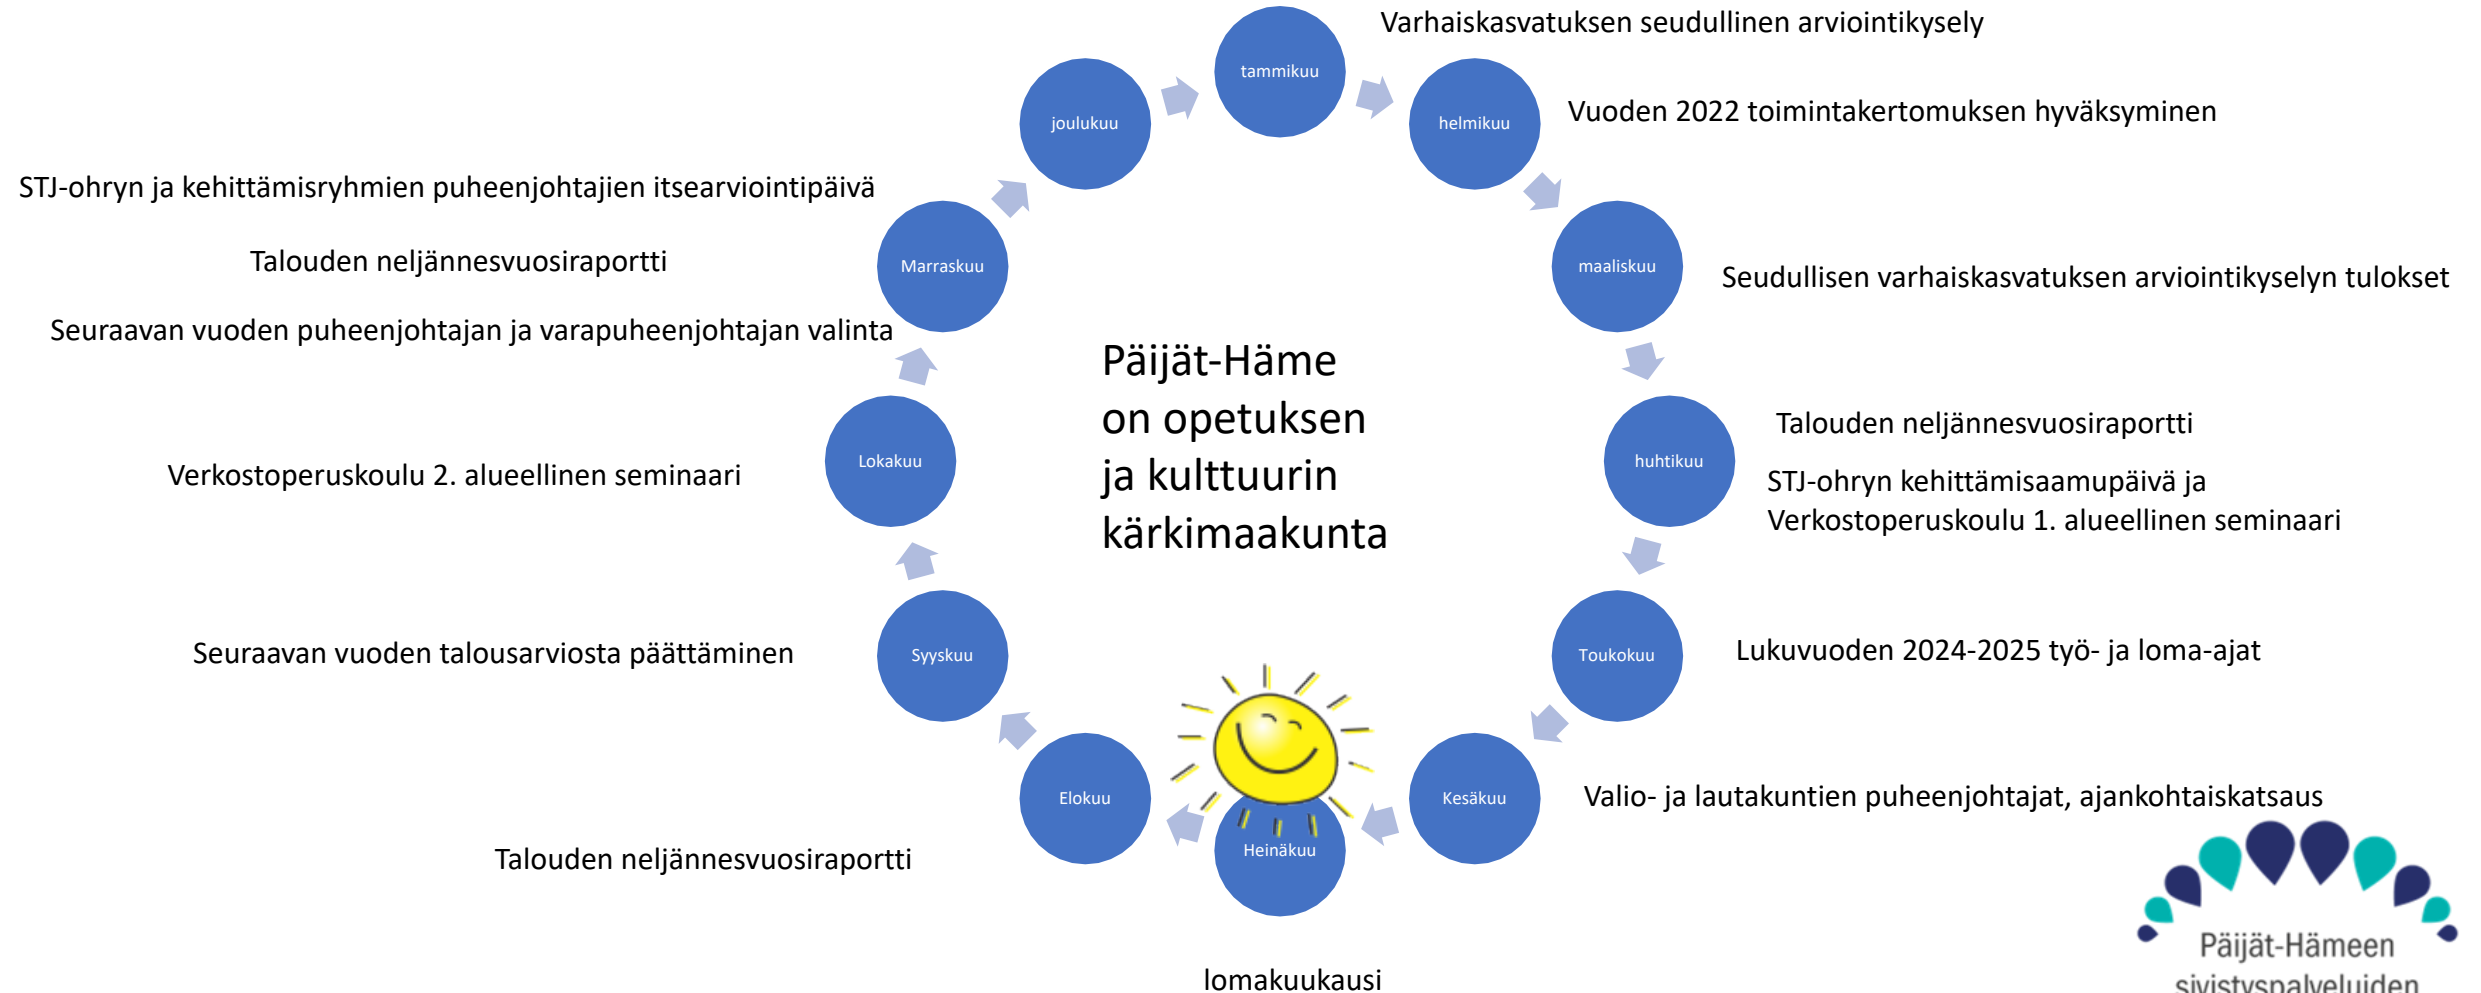 tammikuu
Varhaiskasvatuksen seudullinen arviointikysely
helmikuu
Vuoden 2022 toimintakertomuksen hyväksyminen
maaliskuu
Seudullisen varhaiskasvatuksen arviointikyselyn tulokset
huhtikuu
Talouden neljännesvuosiraportti
STJ-ohryn kehittämisaamupäivä ja
Verkostoperuskoulu 1. alueellinen seminaari
Toukokuu
Lukuvuoden 2024-2025 työ- ja loma-ajat
Kesäkuu
Valio- ja lautakuntien puheenjohtajat, ajankohtaiskatsaus
Heinäkuu
lomakuukausi
Elokuu
Talouden neljännesvuosiraportti
Syyskuu
Seuraavan vuoden talousarviosta päättäminen
Lokakuu
Verkostoperuskoulu 2. alueellinen seminaari
Marraskuu
STJ-ohryn ja kehittämisryhmien puheenjohtajien itsearviointipäivä
Talouden neljännesvuosiraportti
Seuraavan vuoden puheenjohtajan ja varapuheenjohtajan valinta
joulukuu
Päijät-Häme
on opetuksen
ja kulttuurin
kärkimaakunta
Päijät-Hämeen
sivistyspalveluiden